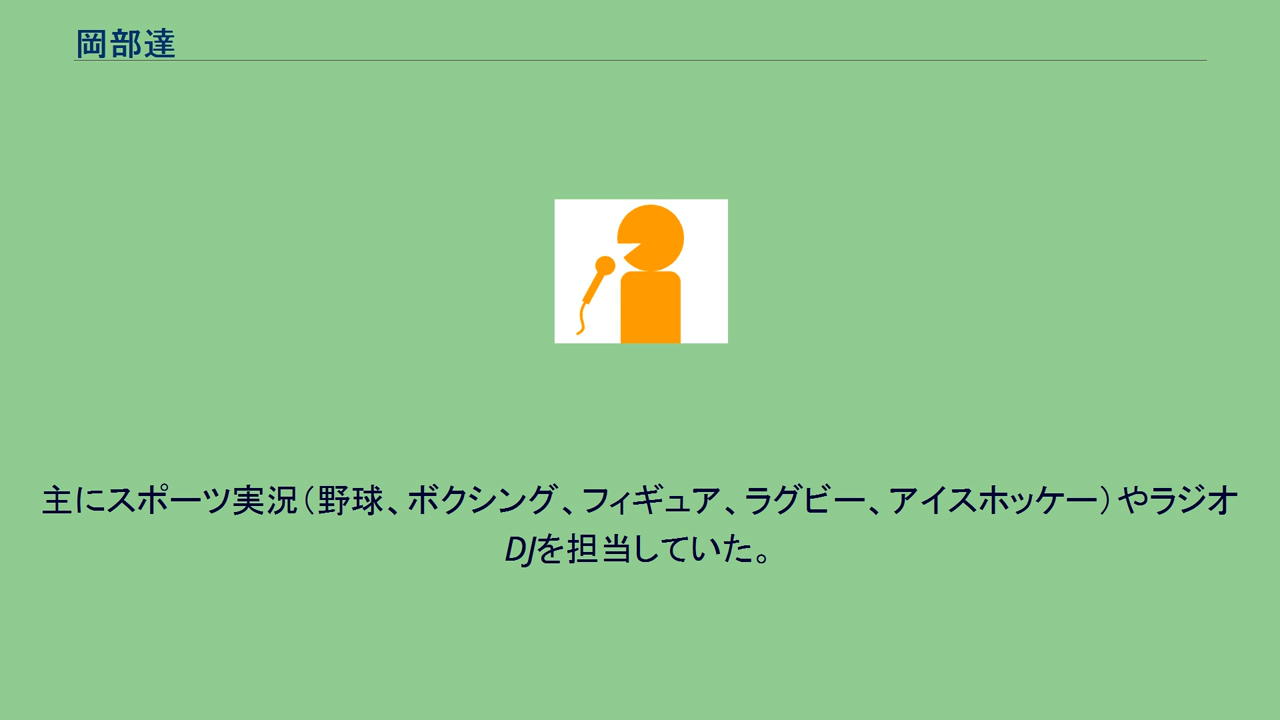 岡部達
主にスポーツ実況（野球、ボクシング、フィギュア、ラグビー、アイスホッケー）やラジオ
DJを担当していた。